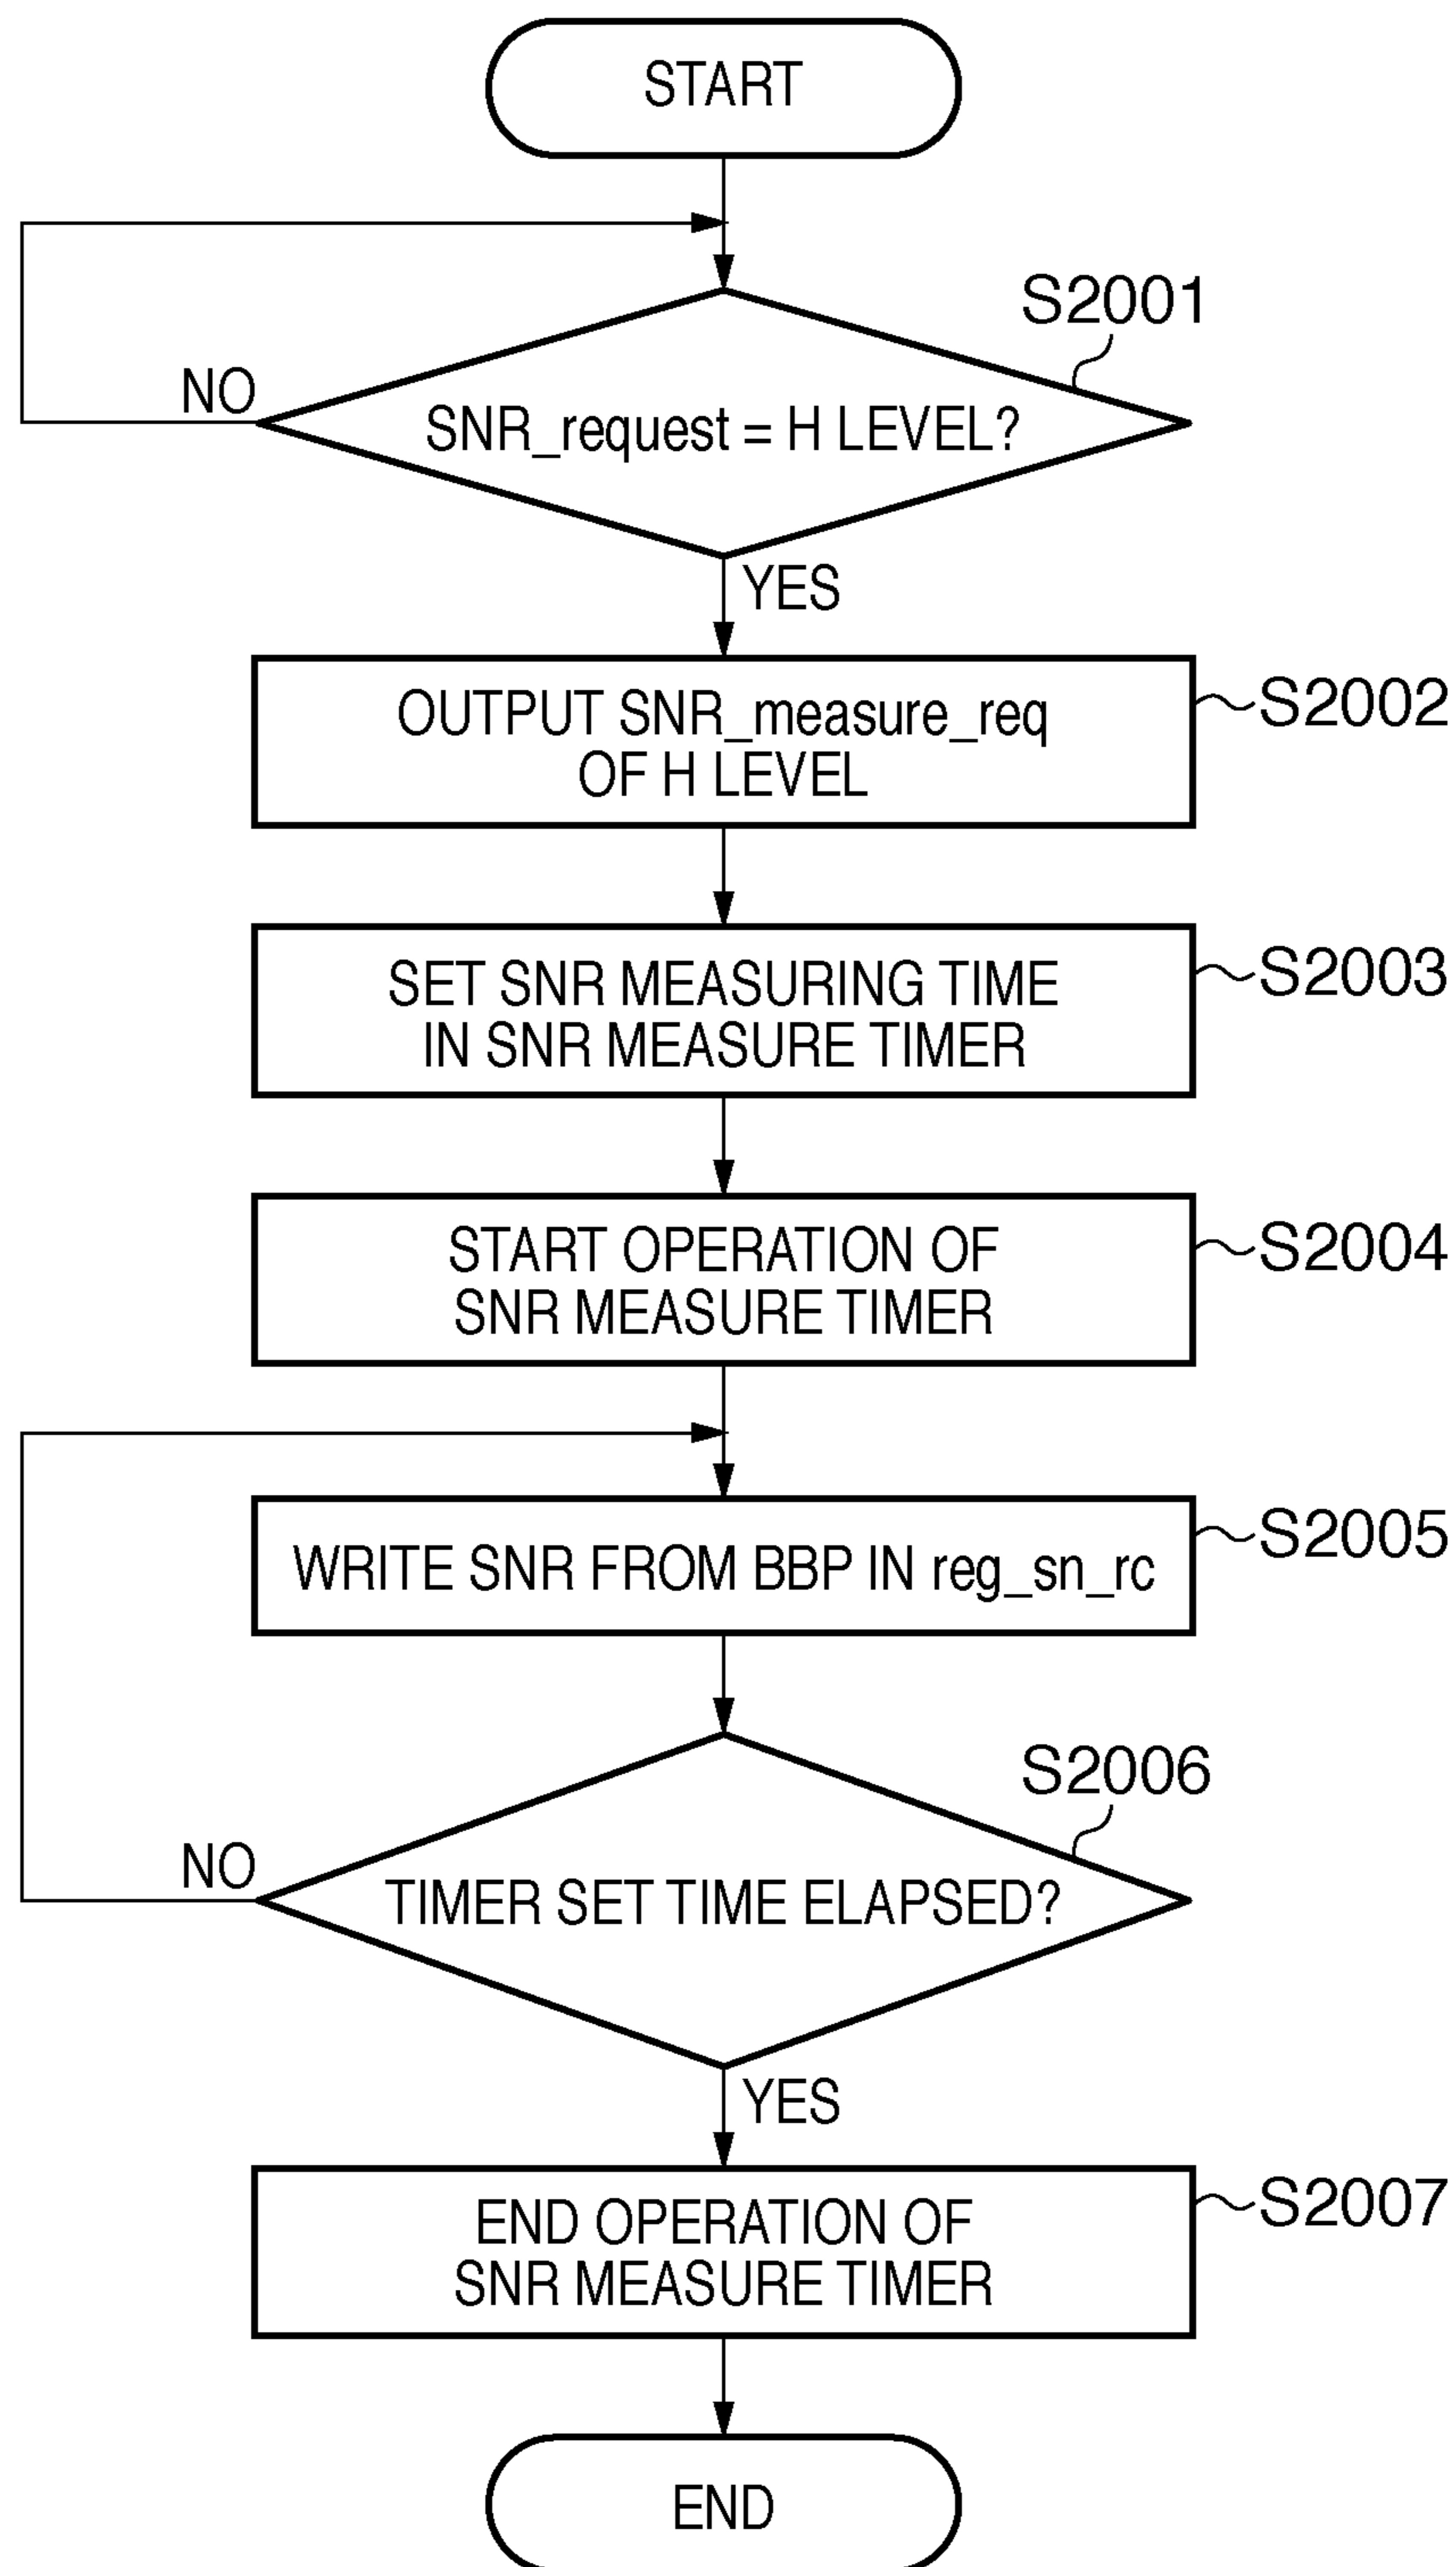 START
S2001
NO
SNR_request = H LEVEL?
YES
OUTPUT SNR_measure_req
OF H LEVEL
S2002
SET SNR MEASURING TIME
IN SNR MEASURE TIMER
S2003
START OPERATION OF
SNR MEASURE TIMER
S2004
WRITE SNR FROM BBP IN reg_sn_rc
S2005
S2006
NO
TIMER SET TIME ELAPSED?
YES
END OPERATION OF
SNR MEASURE TIMER
S2007
END